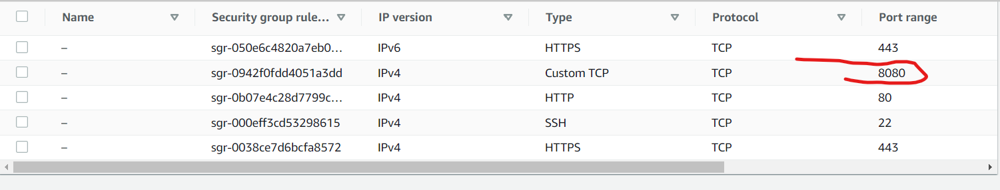 Name Security group rule... IP version Type Protocol Port range
– sgr-050e6c4820a7eb0... IPv6 HTTPS TCP 443
– sgr-0942f0fdd4051a3dd IPv4 Custom TCP TCP 8080
– sgr-0b07e4c28d7799c... IPv4 HTTP TCP 80
– sgr-000eff3cd53298615 IPv4 SSH TCP 22
– sgr-0038ce7d6bcfa8572 IPv4 HTTPS TCP 443